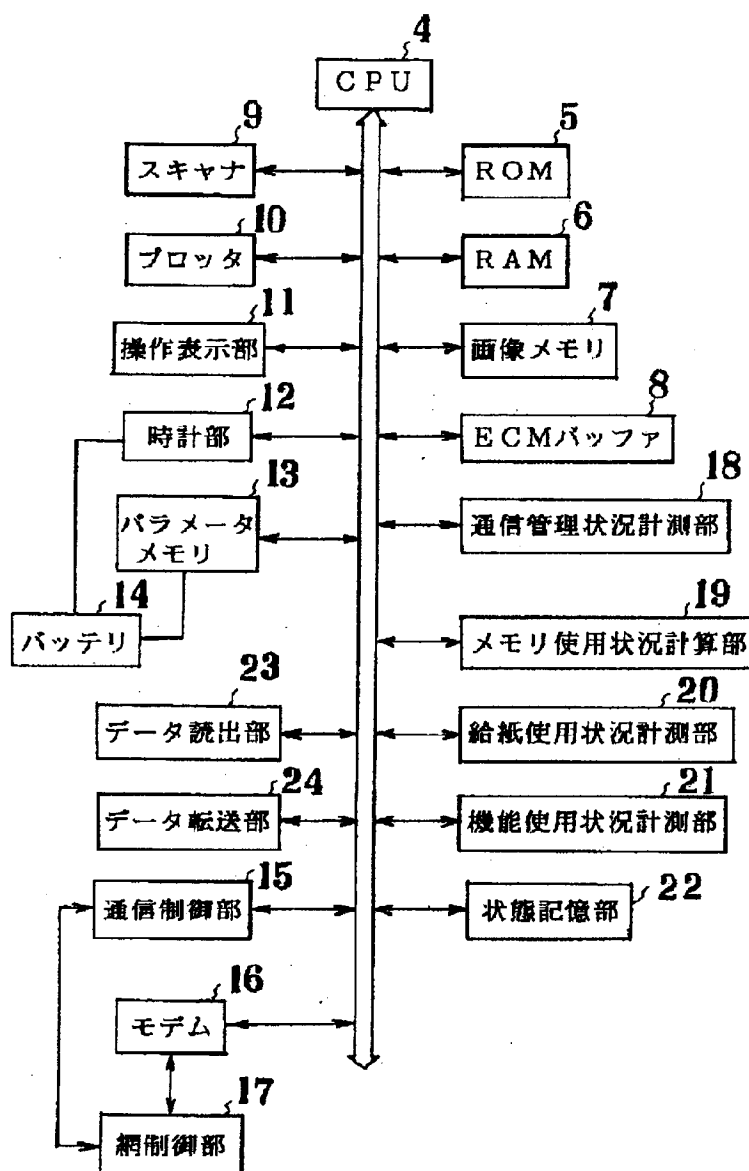 4
CPU
9
スキャナ
5
ROM
10
プロッタ
6
RAM
11
操作表示部
7
画像メモリ
12
時計部
8
ECMバッファ
13
パラメータ
メモリ
18
通信管理状況計測部
14
バッテリ
19
メモリ使用状況計算部
23
データ読出部
20
給紙使用状況計測部
24
データ転送部
21
機能使用状況計測部
15
通信制御部
22
状態記憶部
16
モデム
17
網制御部